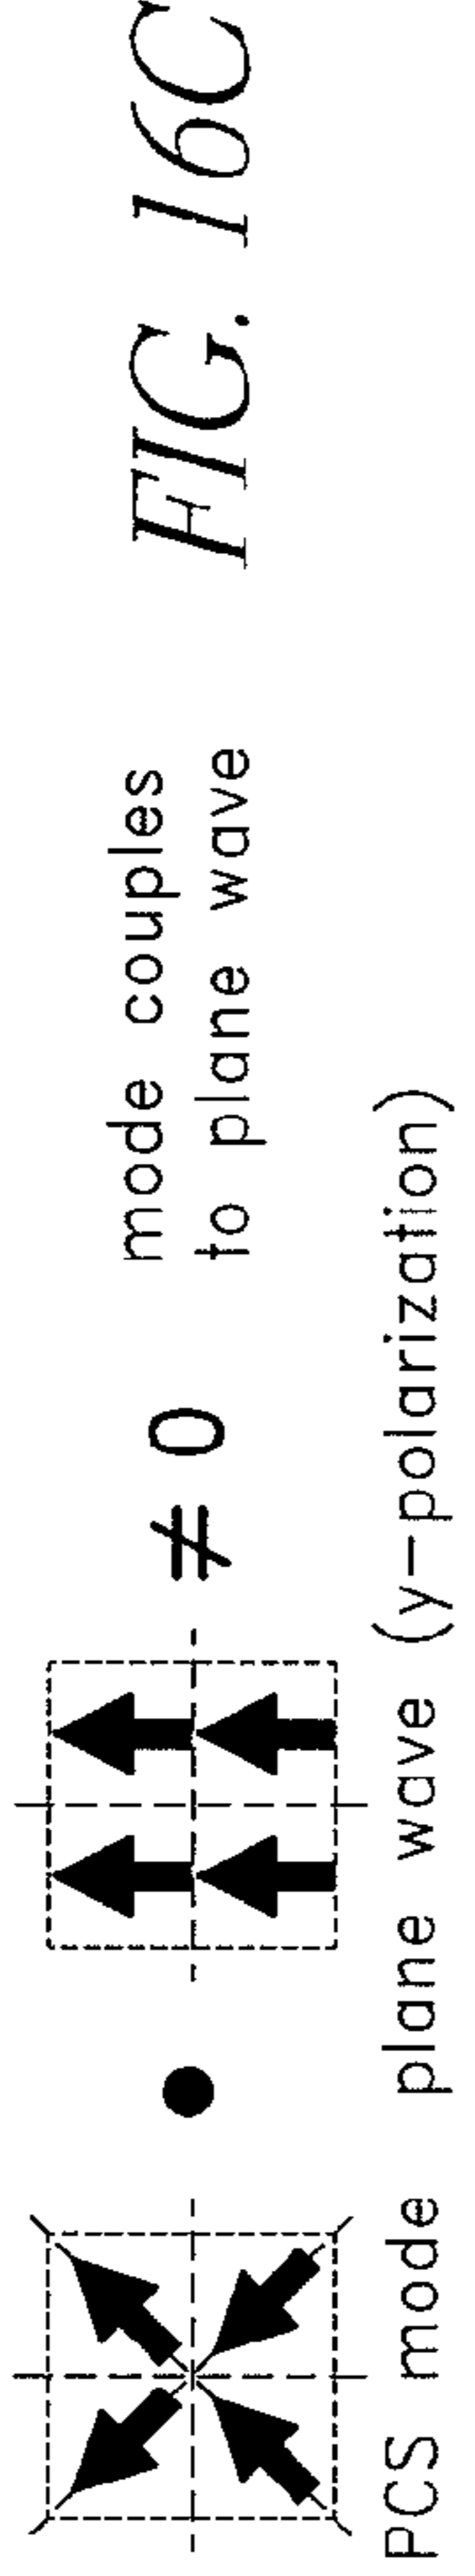 PCS mode plane wave (y-polarization)
≠ 0
mode couples
to plane wave
FIG. 16C